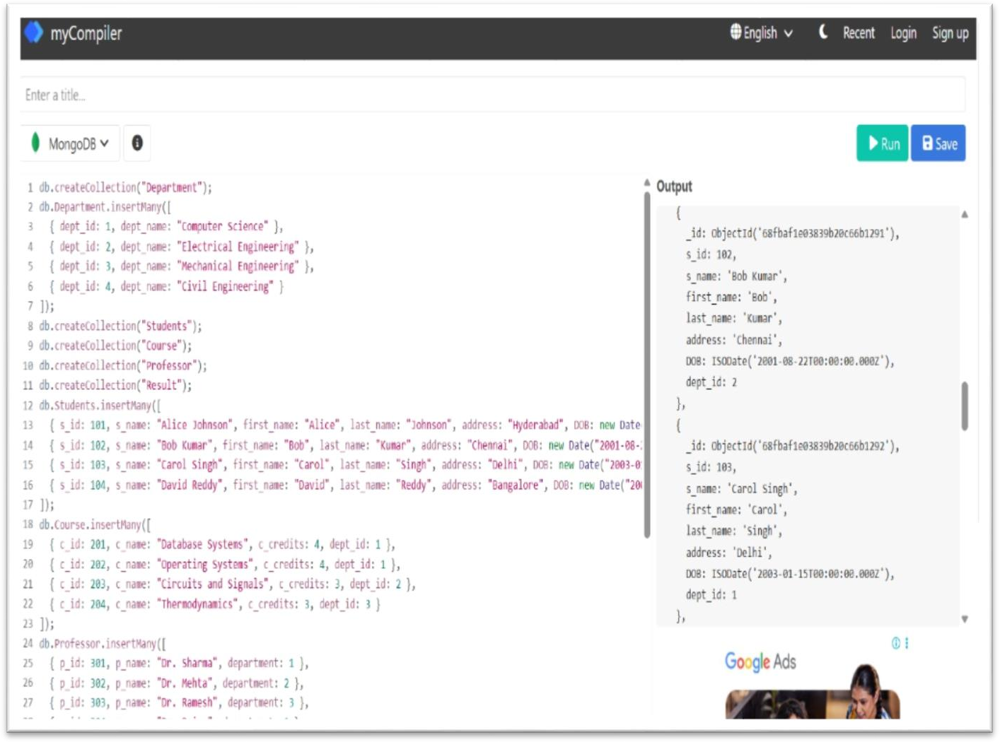 myCompiler
English
Recent
Login
Sign up
Enter a title...
MongoDB
Run
Save
1 db.createCollection("Department");
2 db.Department.insertMany([
3 { dept_id: 1, dept_name: "Computer Science" },
4 { dept_id: 2, dept_name: "Electrical Engineering" },
5 { dept_id: 3, dept_name: "Mechanical Engineering" },
6 { dept_id: 4, dept_name: "Civil Engineering" }
7 ]);
8 db.createCollection("Students");
9 db.createCollection("Course");
10 db.createCollection("Professor");
11 db.createCollection("Result");
12 db.Students.insertMany([
13 { s_id: 101, s_name: "Alice Johnson", first_name: "Alice", last_name: "Johnson", address: "Hyderabad", DOB: new Date
14 { s_id: 102, s_name: "Bob Kumar", first_name: "Bob", last_name: "Kumar", address: "Chennai", DOB: new Date("2001-08-
15 { s_id: 103, s_name: "Carol Singh", first_name: "Carol", last_name: "Singh", address: "Delhi", DOB: new Date("2003-0
16 { s_id: 104, s_name: "David Reddy", first_name: "David", last_name: "Reddy", address: "Bangalore", DOB: new Date("20
17 ]);
18 db.Course.insertMany([
19 { c_id: 201, c_name: "Database Systems", c_credits: 4, dept_id: 1 },
20 { c_id: 202, c_name: "Operating Systems", c_credits: 4, dept_id: 1 },
21 { c_id: 203, c_name: "Circuits and Signals", c_credits: 3, dept_id: 2 },
22 { c_id: 204, c_name: "Thermodynamics", c_credits: 3, dept_id: 3 }
23 ]);
24 db.Professor.insertMany([
25 { p_id: 301, p_name: "Dr. Sharma", department: 1 },
26 { p_id: 302, p_name: "Dr. Mehta", department: 2 },
27 { p_id: 303, p_name: "Dr. Ramesh", department: 3 },
Output
{
_id: ObjectId('68fbaf1e03839b20c66b1291'),
s_id: 102,
s_name: 'Bob Kumar',
first_name: 'Bob',
last_name: 'Kumar',
address: 'Chennai',
DOB: ISODate('2001-08-22T00:00:00.000Z'),
dept_id: 2
},
{
_id: ObjectId('68fbaf1e03839b20c66b1292'),
s_id: 103,
s_name: 'Carol Singh',
first_name: 'Carol',
last_name: 'Singh',
address: 'Delhi',
DOB: ISODate('2003-01-15T00:00:00.000Z'),
dept_id: 1
},
Google Ads